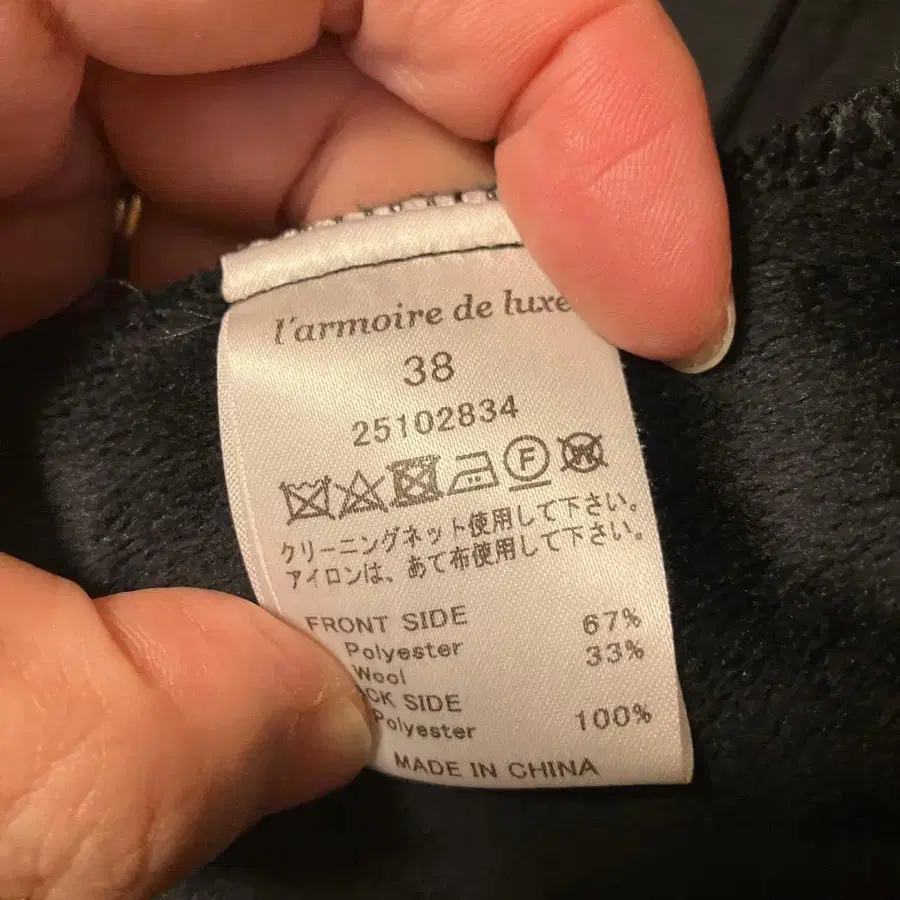 l'armoire de luxe
38
25102834
F W
クリーニングネット使用して下さい。
アイロンは、あて布使用して下さい。
FRONT SIDE
Polyester 67%
Wool 33%
CK SIDE
Polyester 100%
MADE IN CHINA